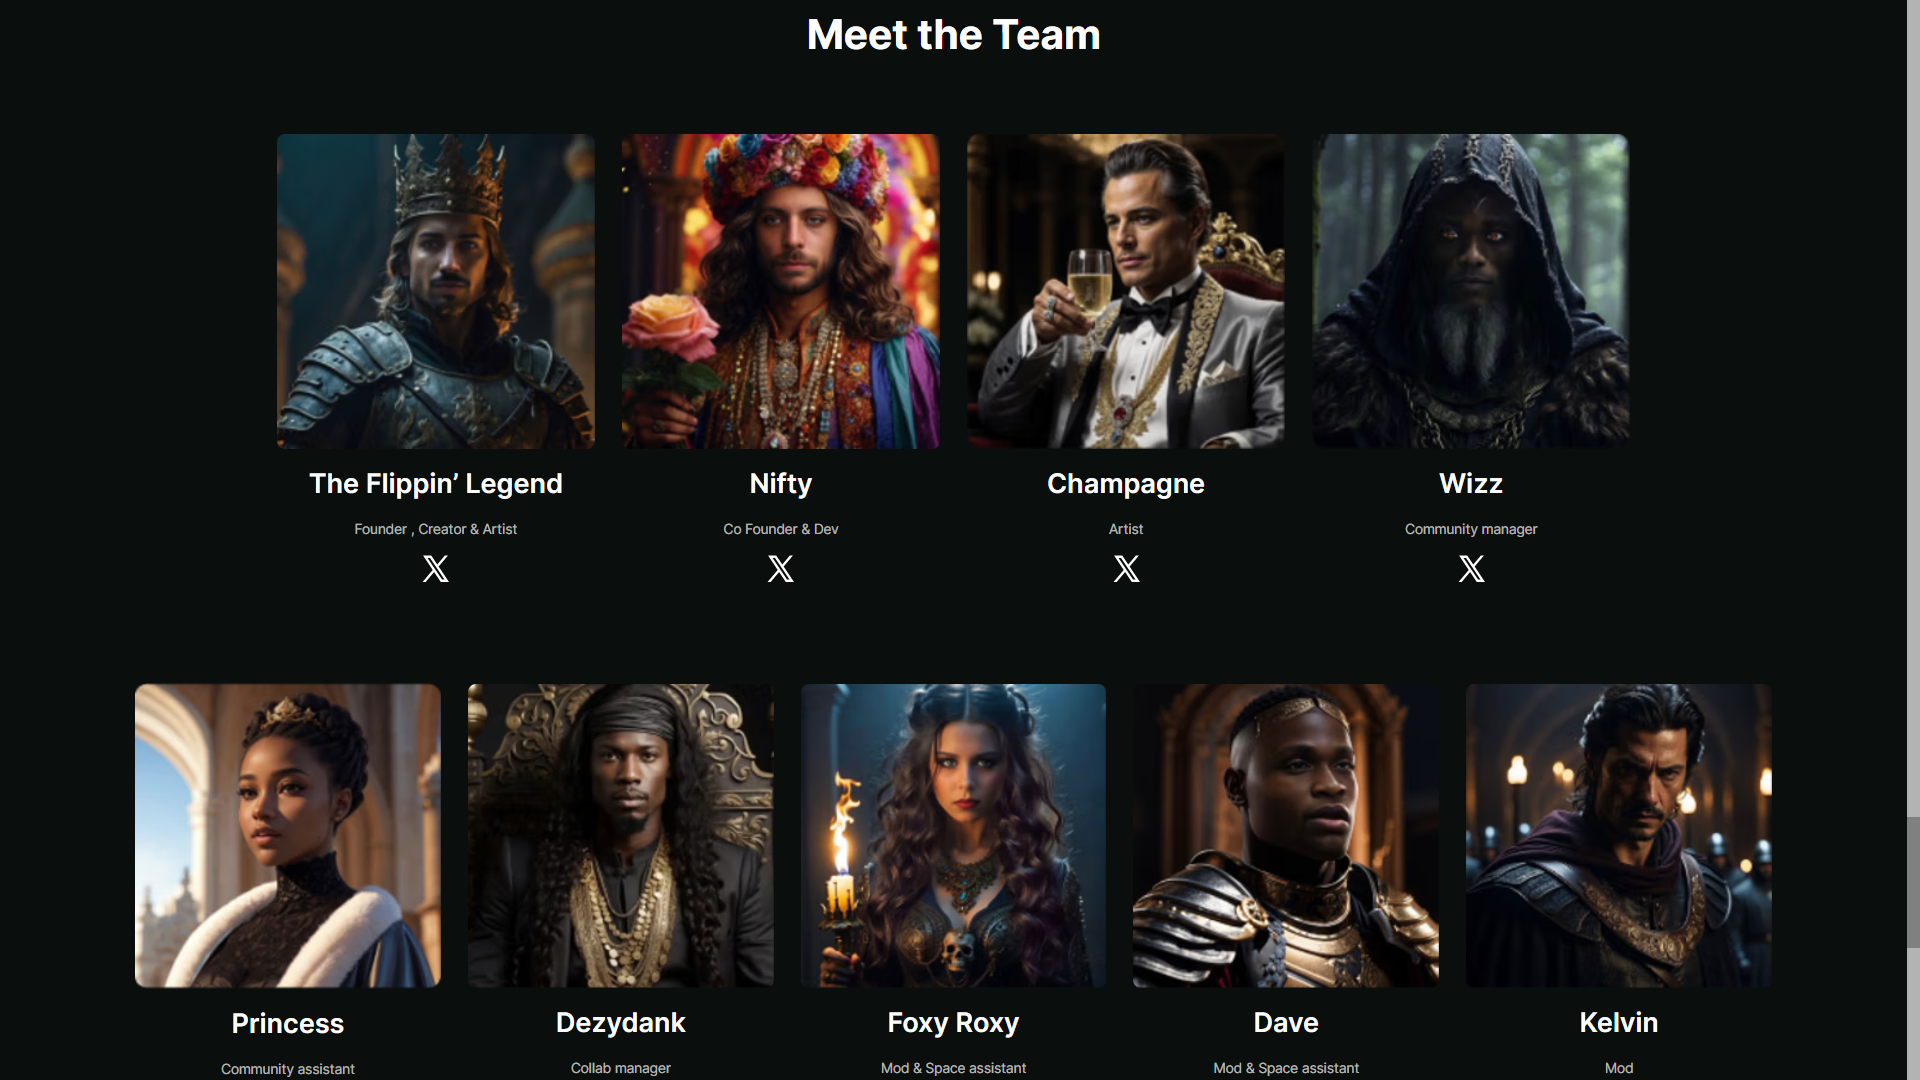 Meet the Team
The Flippin’ Legend
Nifty
Champagne
Wizz
Founder , Creator & Artist
Co Founder & Dev
Artist
Community manager
X
X
X
X
Princess
Dezydank
Foxy Roxy
Dave
Kelvin
Community assistant
Collab manager
Mod & Space assistant
Mod & Space assistant
Mod